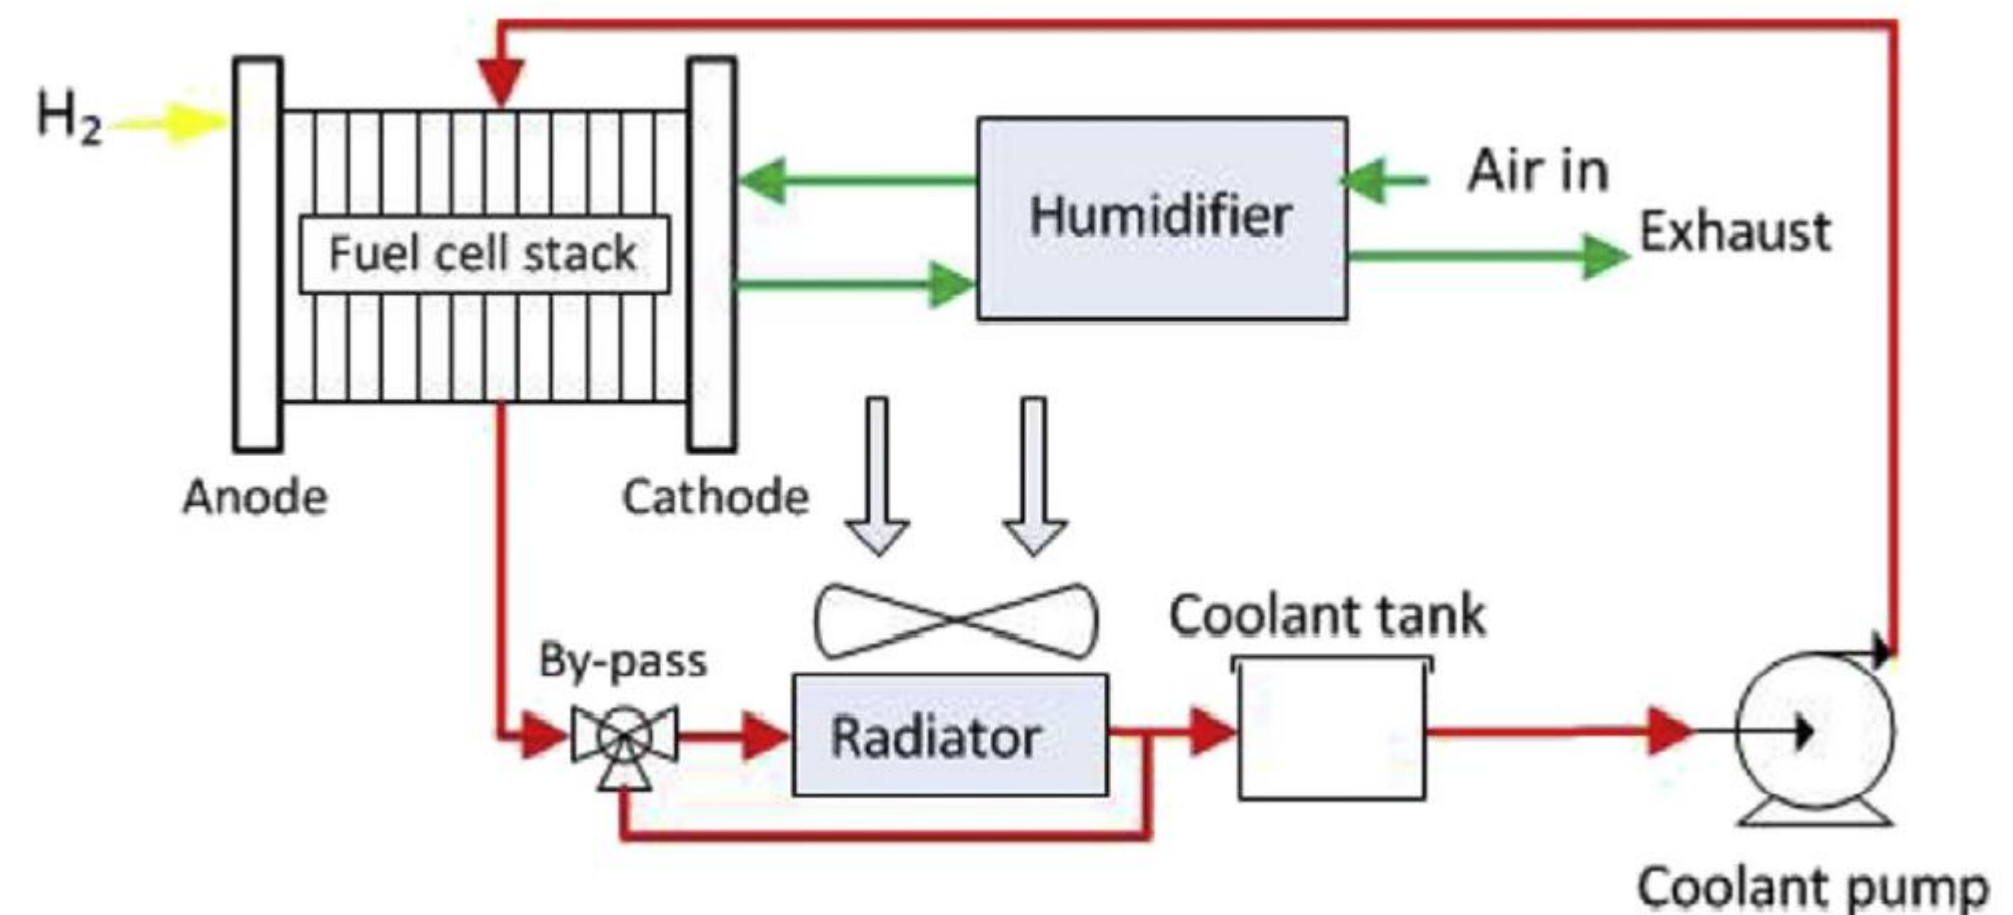 H₂
Fuel cell stack
Humidifier
Air in
Exhaust
Anode
Cathode
By-pass
Radiator
Coolant tank
Coolant pump